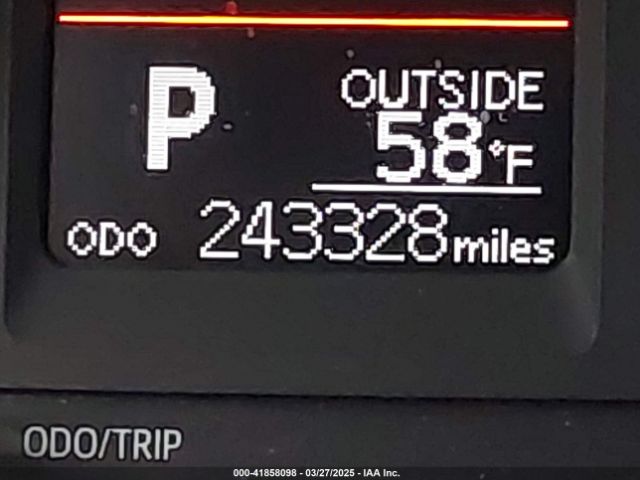 P
OUTSIDE
58°F
ODO 243328 miles
ODO/TRIP
000-41858098 - 03/27/2025 - IAA Inc.